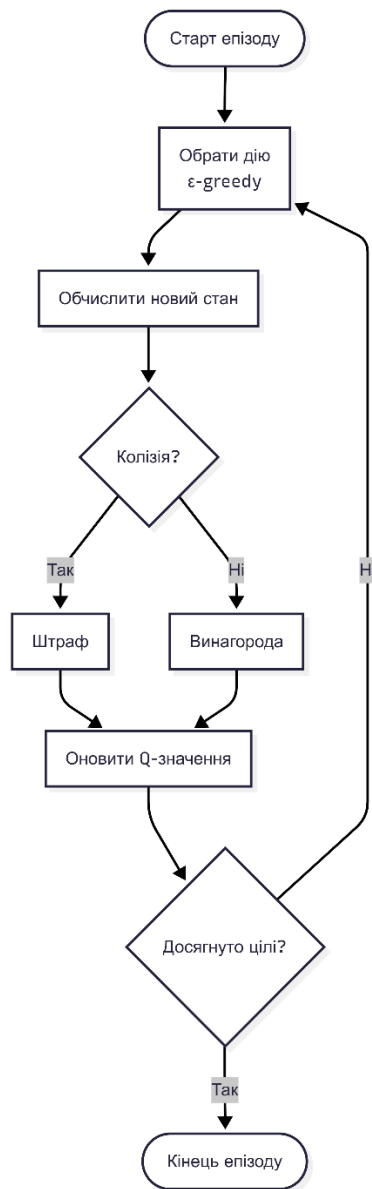 Старт епізоду
Обрати дію
ε-greedy
Обчислити новий стан
Колізія?
Так
Ні
Штраф
Винагорода
Оновити Q-значення
Н
Досягнуто цілі?
Так
Кінець епізоду